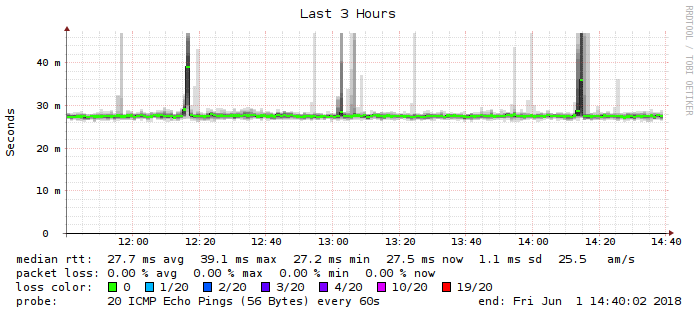 Last 3 Hours
RRDTOOL / TOBI OETIKER
Seconds
40 m
30 m
20 m
10 m
0
12:00 12:20 12:40 13:00 13:20 13:40 14:00 14:20 14:40
median rtt: 27.7 ms avg 39.1 ms max 27.2 ms min 27.5 ms now 1.1 ms sd 25.5 am/s
packet loss: 0.00 % avg 0.00 % max 0.00 % min 0.00 % now
loss color: 0 1/20 2/20 3/20 4/20 10/20 19/20
probe: 20 ICMP Echo Pings (56 Bytes) every 60s end: Fri Jun 1 14:40:02 2018